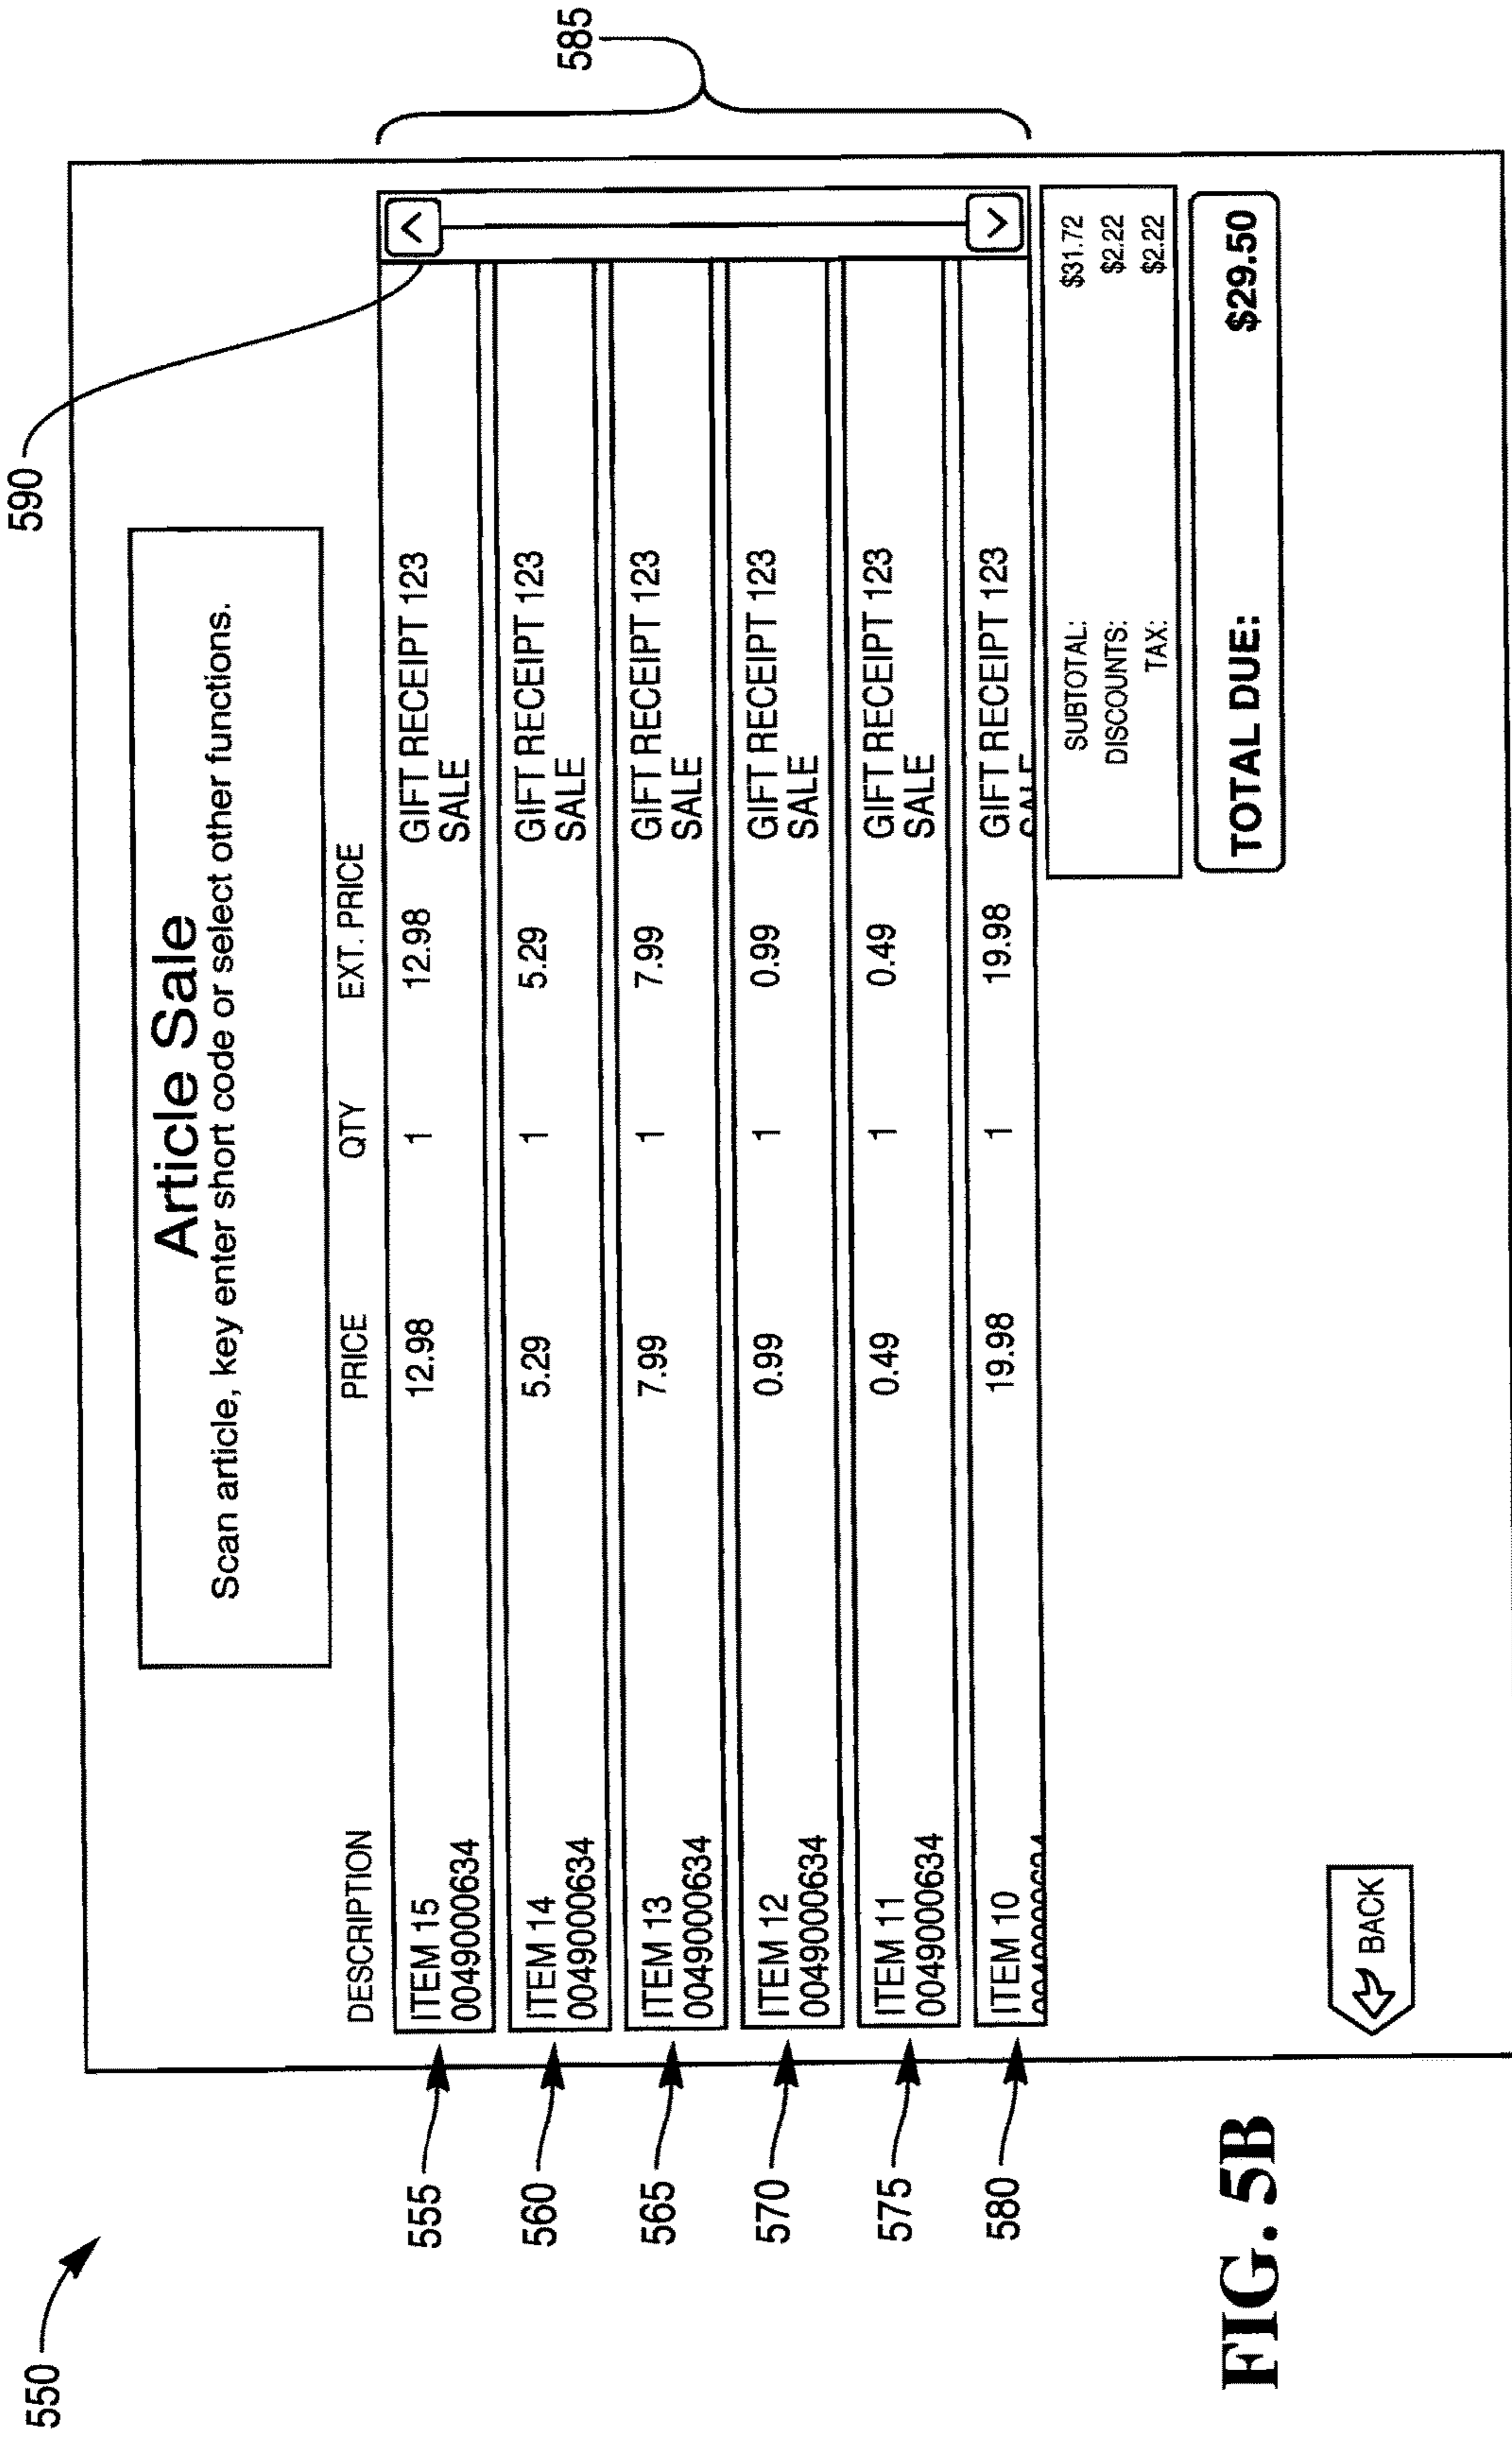 550
590
585
Article Sale
Scan article, key enter short code or select other functions.
DESCRIPTION PRICE QTY EXT. PRICE
555 ITEM 15 12.98 1 12.98 GIFT RECEIPT 123
0049000634 SALE
560 ITEM 14 5.29 1 5.29 GIFT RECEIPT 123
0049000634 SALE
565 ITEM 13 7.99 1 7.99 GIFT RECEIPT 123
0049000634 SALE
570 ITEM 12 0.99 1 0.99 GIFT RECEIPT 123
0049000634 SALE
575 ITEM 11 0.49 1 0.49 GIFT RECEIPT 123
0049000634 SALE
580 ITEM 10 19.98 1 19.98 GIFT RECEIPT 123
SALE
SUBTOTAL: $31.72
DISCOUNTS: $2.22
TAX: $2.22
TOTAL DUE: $29.50
BACK
FIG. 5B